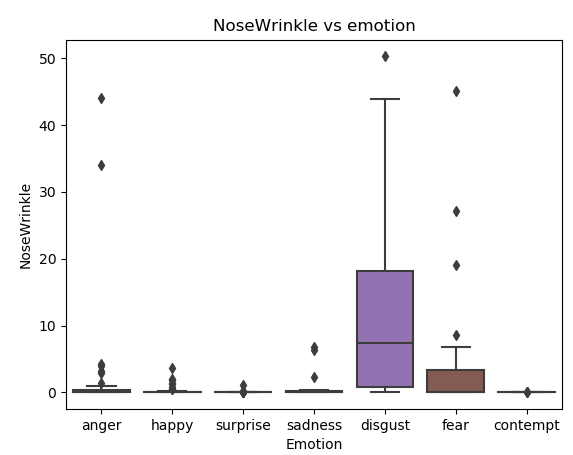 NoseWrinkle vs emotion
50
40
30
20
10
0
NoseWrinkle
anger happy surprise sadness disgust fear contempt
Emotion